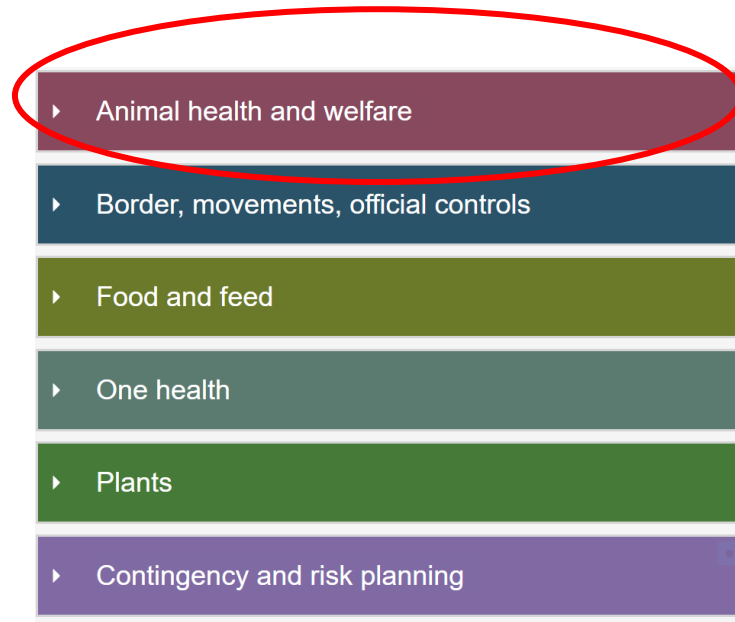 Animal health and welfare
Border, movements, official controls
Food and feed
One health
Plants
Contingency and risk planning